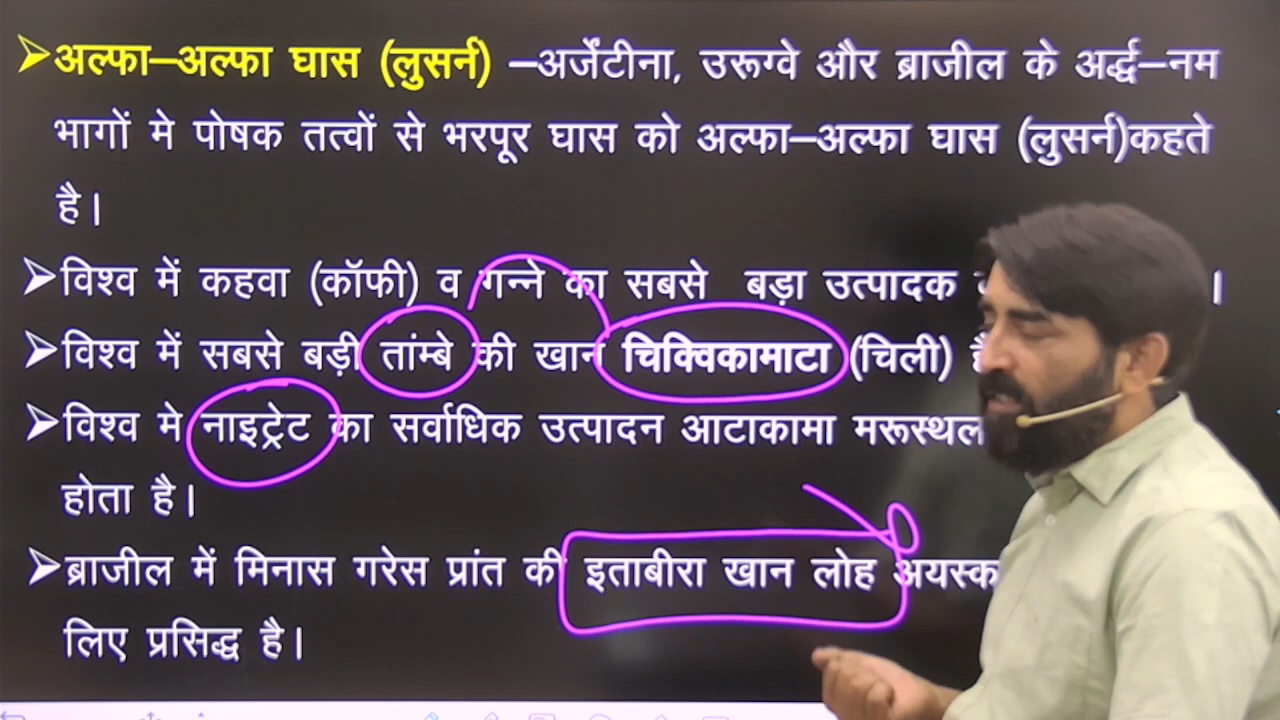 ➢अल्फा–अल्फा घास (लुसर्न) –अर्जेंटीना, उरूग्वे और ब्राजील के अर्द्ध–नम
भागों मे पोषक तत्वों से भरपूर घास को अल्फा–अल्फा घास (लुसर्न)कहते
है।
➢विश्व में कहवा (कॉफी) व गन्ने का सबसे बड़ा उत्पादक
➢विश्व में सबसे बड़ी तांम्बे की खान चिक्विकामाटा (चिली)
➢विश्व मे नाइट्रेट का सर्वाधिक उत्पादन आटाकामा मरूस्थल
होता है।
➢ब्राजील में मिनास गरेस प्रांत की इताबीरा खान लोह
लिए प्रसिद्ध है।